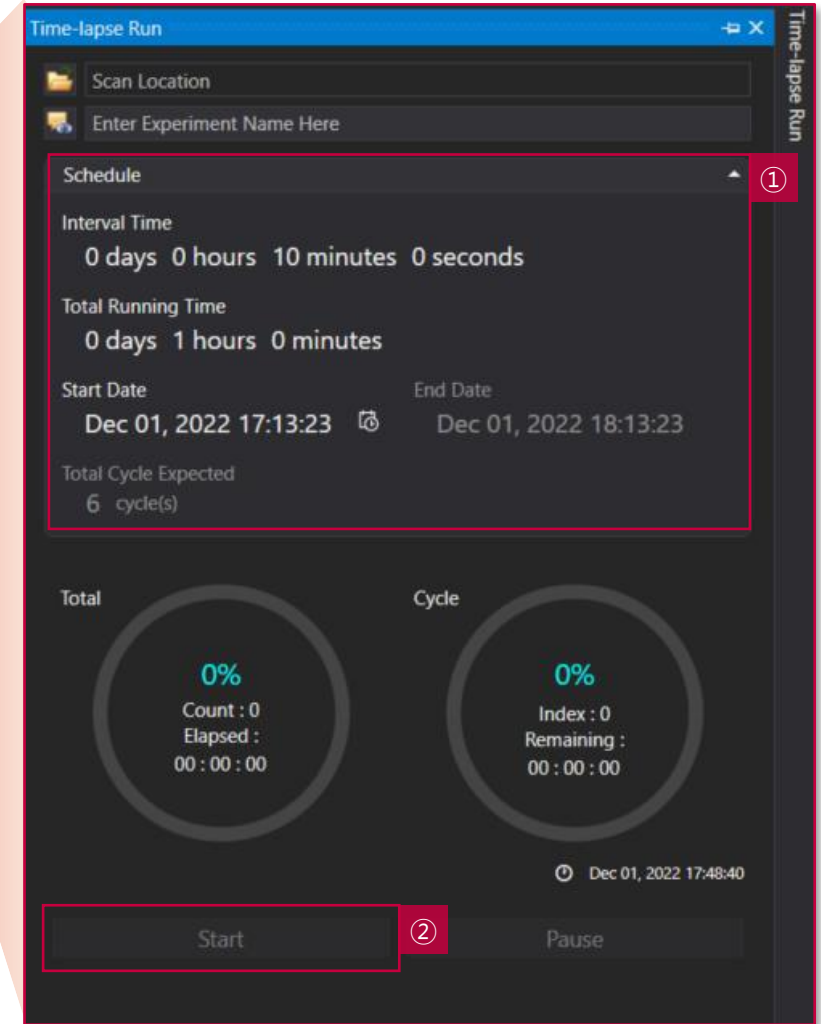 Time-lapse Run
Time-lapse Run
Scan Location
Enter Experiment Name Here
Schedule
①
Interval Time
0 days 0 hours 10 minutes 0 seconds
Total Running Time
0 days 1 hours 0 minutes
Start Date End Date
Dec 01, 2022 17:13:23 Dec 01, 2022 18:13:23
Total Cycle Expected
6 cycle(s)
Total Cycle
0% 0%
Count : 0 Index : 0
Elapsed : Remaining :
00 : 00 : 00 00 : 00 : 00
Dec 01, 2022 17:48:40
Start ② Pause